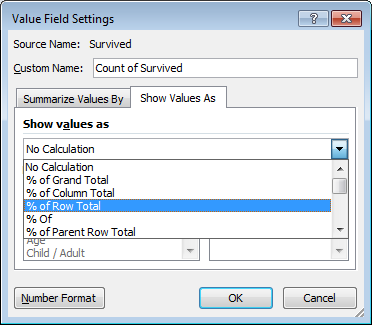 Value Field Settings
Source Name: Survived
Custom Name: Count of Survived
Summarize Values By Show Values As
Show values as
No Calculation
No Calculation
% of Grand Total
% of Column Total
% of Row Total
% Of
% of Parent Row Total
Age
Child / Adult
Number Format OK Cancel